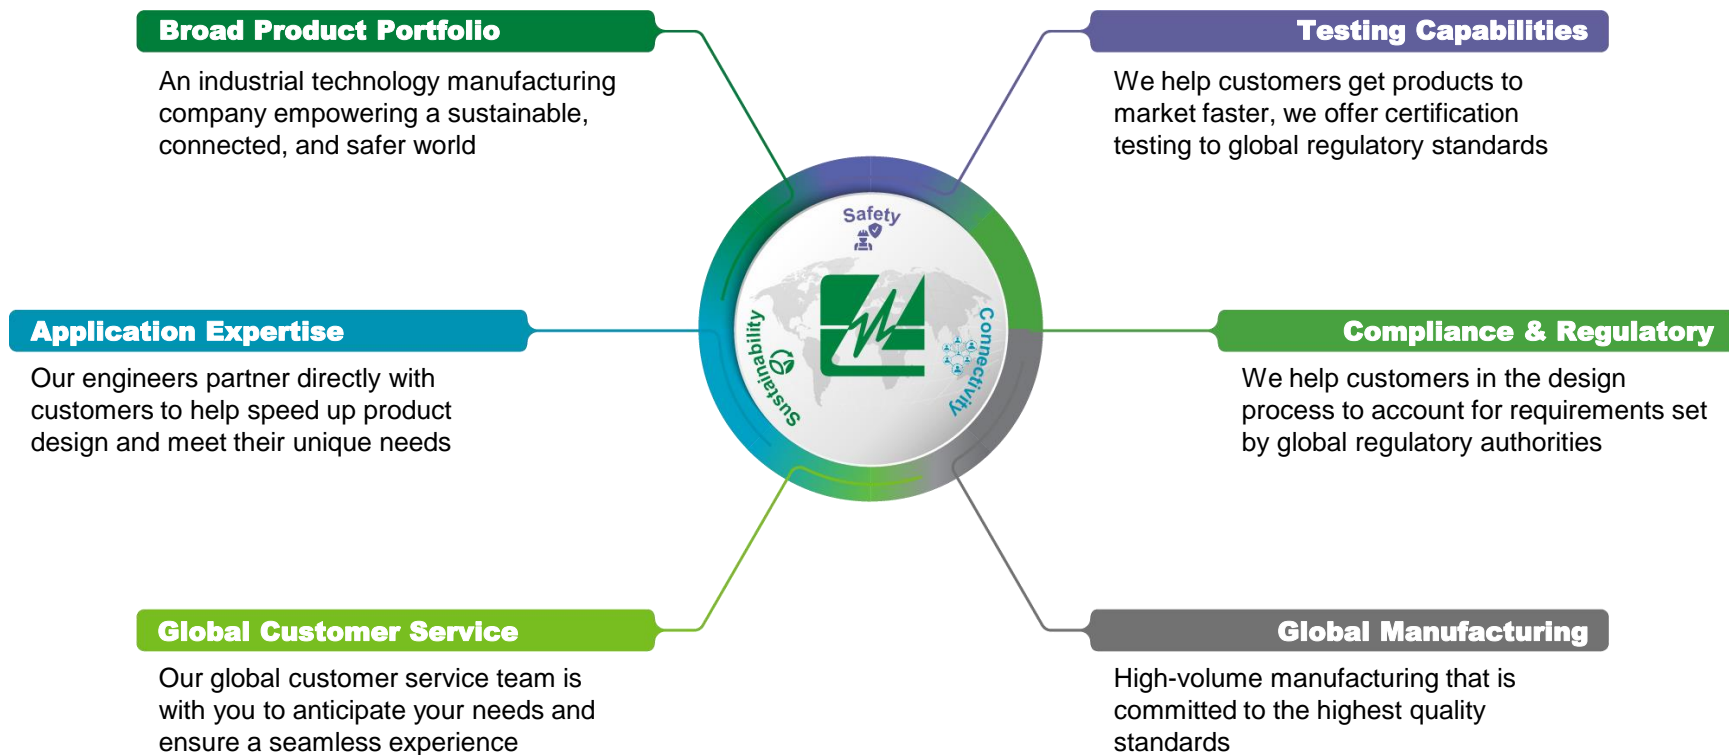 Broad Product Portfolio
An industrial technology manufacturing
company empowering a sustainable,
connected, and safer world
Testing Capabilities
We help customers get products to
market faster, we offer certification
testing to global regulatory standards
Safety
Sustainability
Connectivity
Application Expertise
Our engineers partner directly with
customers to help speed up product
design and meet their unique needs
Compliance & Regulatory
We help customers in the design
process to account for requirements set
by global regulatory authorities
Global Customer Service
Our global customer service team is
with you to anticipate your needs and
ensure a seamless experience
Global Manufacturing
High-volume manufacturing that is
committed to the highest quality
standards